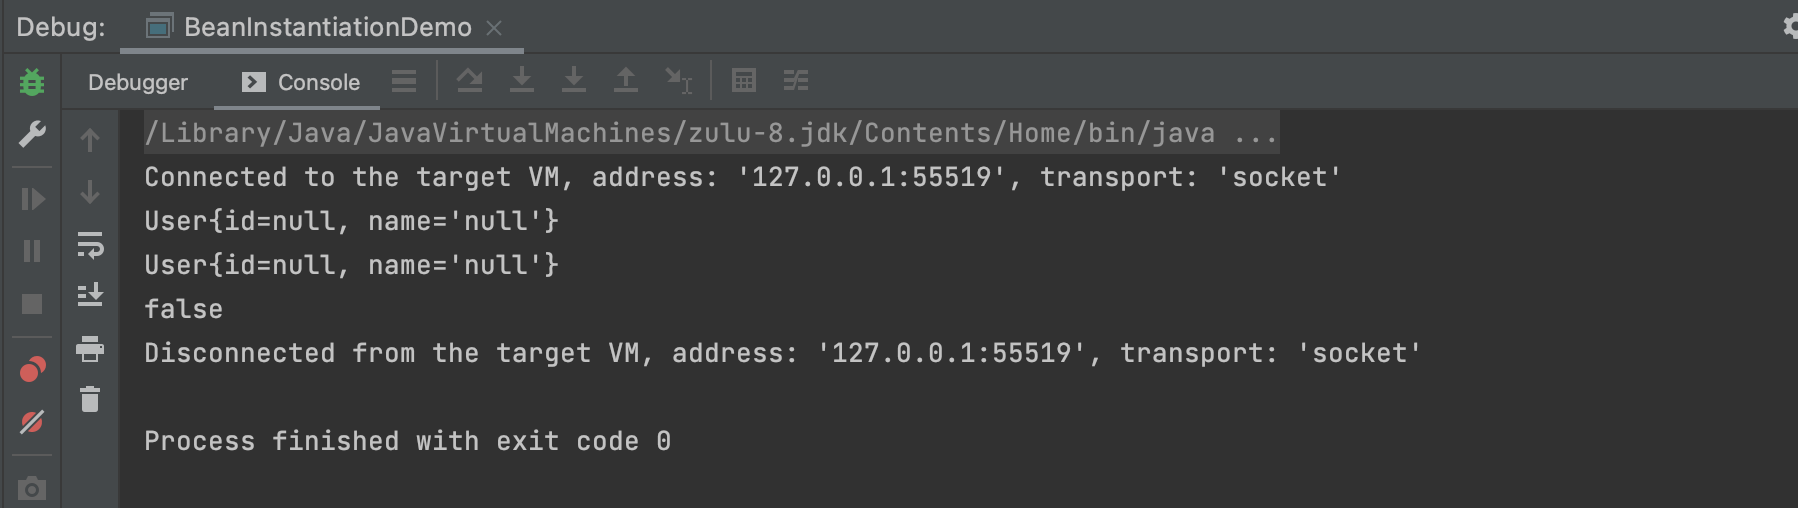 Debug: BeanInstantiationDemo
Debugger Console
/Library/Java/JavaVirtualMachines/zulu-8.jdk/Contents/Home/bin/java ...
Connected to the target VM, address: '127.0.0.1:55519', transport: 'socket'
User{id=null, name='null'}
User{id=null, name='null'}
false
Disconnected from the target VM, address: '127.0.0.1:55519', transport: 'socket'
Process finished with exit code 0